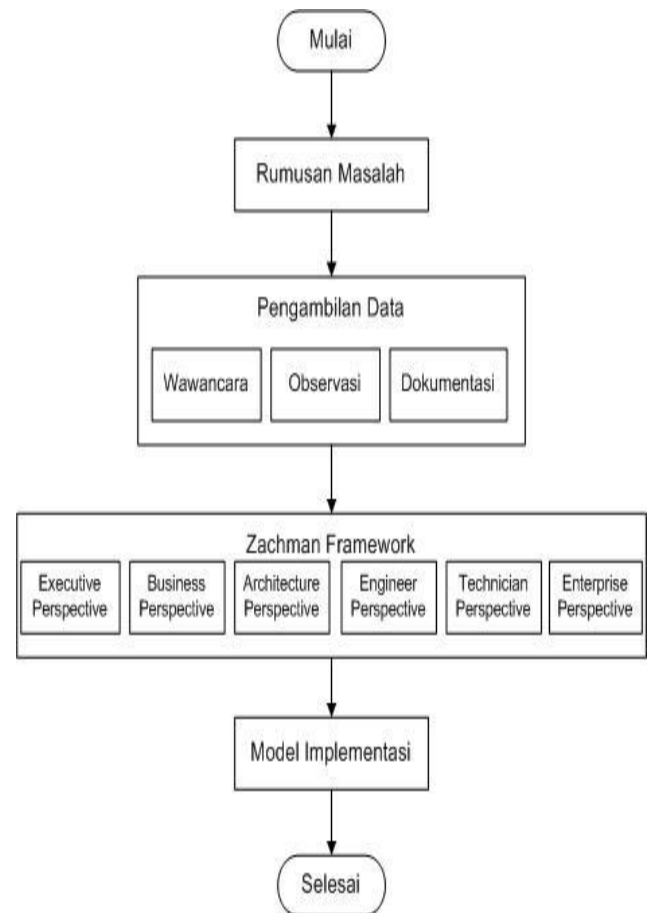 Mulai
Rumusan Masalah
Pengambilan Data
Wawancara
Observasi
Dokumentasi
Zachman Framework
Executive
Perspective
Business
Perspective
Architecture
Perspective
Engineer
Perspective
Technician
Perspective
Enterprise
Perspective
Model Implementasi
Selesai